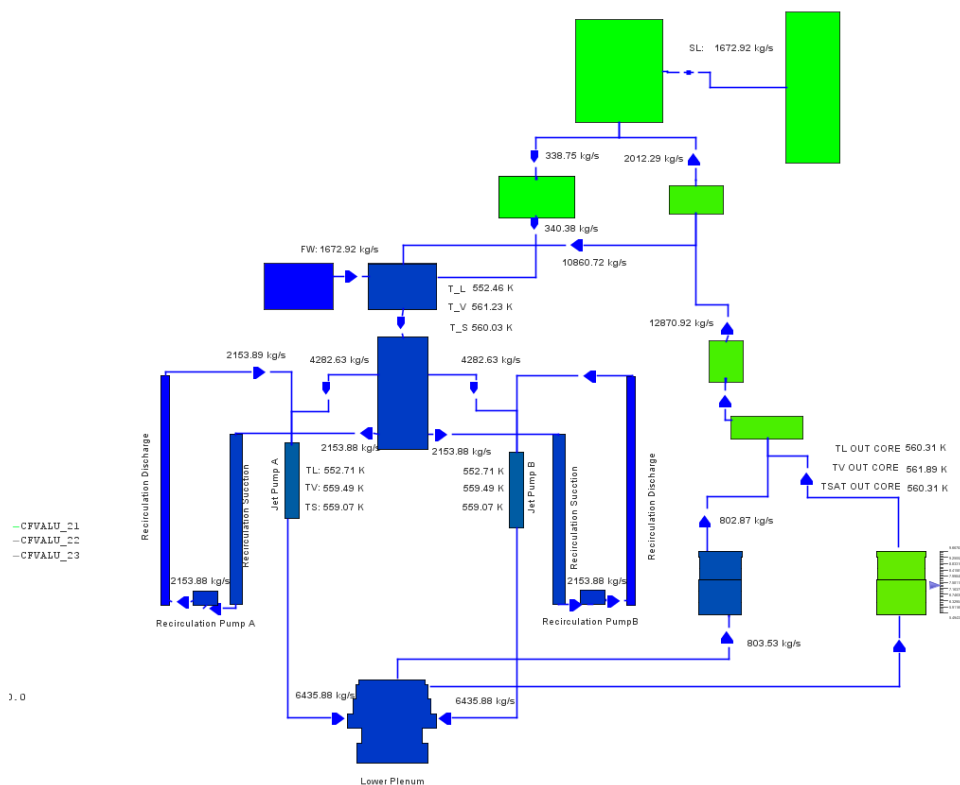 SL: 1672.92 kg/s
338.75 kg/s
2012.29 kg/s
340.38 kg/s
FW: 1672.92 kg/s
10860.72 kg/s
T_L 552.46 K
T_V 561.23 K
T_S 560.03 K
12870.92 kg/s
2153.89 kg/s
4282.63 kg/s
4282.63 kg/s
2153.88 kg/s
2153.88 kg/s
Recirculation Discharge
Recirculation Sucction
Jet Pump A
TL: 552.71 K
TV: 559.49 K
TS: 559.07 K
552.71 K
559.49 K
559.07 K
Jet Pump B
Recirculation Sucction
Recirculation Discharge
TL OUT CORE 560.31 K
TV OUT CORE 561.89 K
TSAT OUT CORE 560.31 K
802.87 kg/s
CFVALU_21
CFVALU_22
CFVALU_23
2153.88 kg/s
2153.88 kg/s
Recirculation Pump A
Recirculation PumpB
803.53 kg/s
6435.88 kg/s
6435.88 kg/s
Lower Plenum